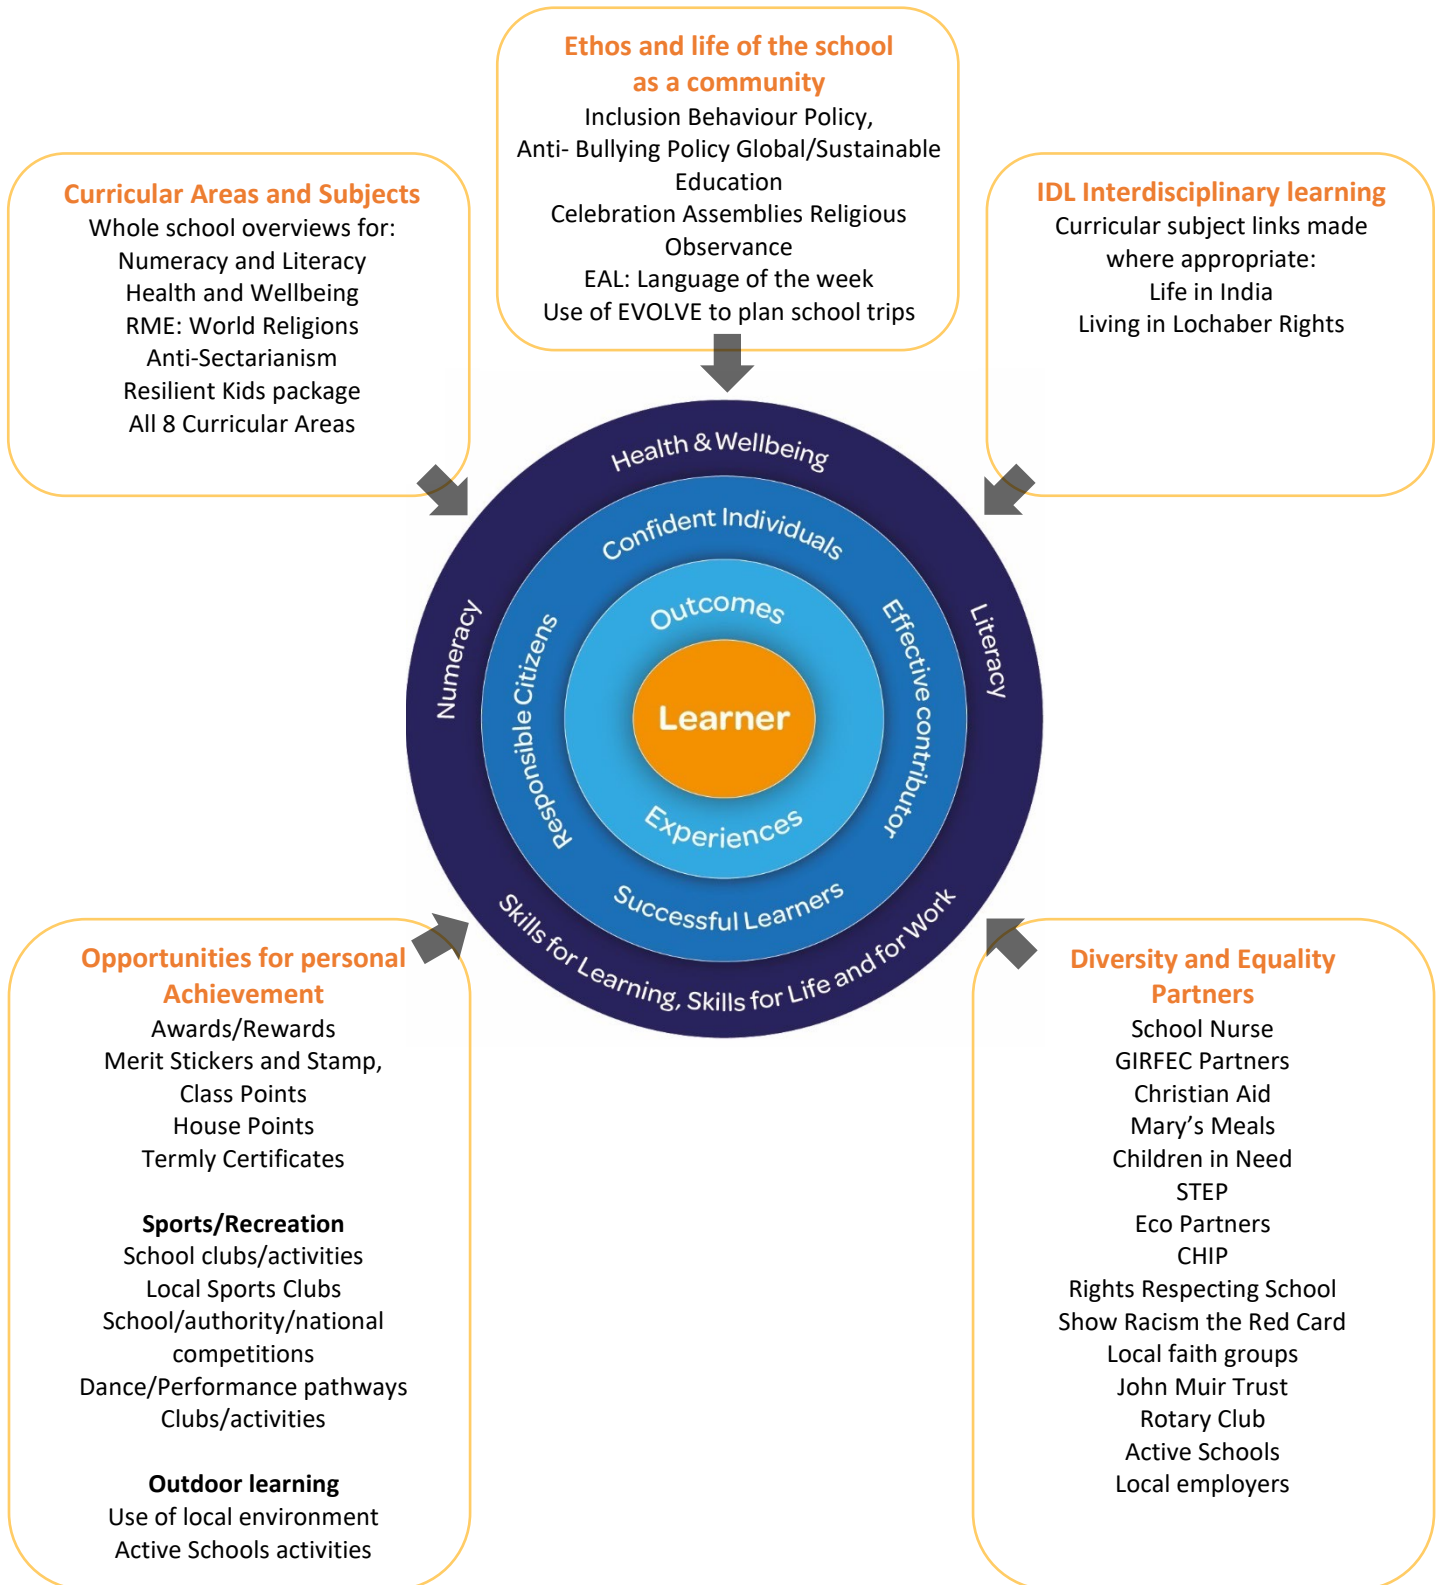 Ethos and life of the school
as a community
Inclusion Behaviour Policy,
Anti- Bullying Policy Global/Sustainable
Education
Celebration Assemblies Religious
Observance
EAL: Language of the week
Use of EVOLVE to plan school trips
Curricular Areas and Subjects
Whole school overviews for:
Numeracy and Literacy
Health and Wellbeing
RME: World Religions
Anti-Sectarianism
Resilient Kids package
All 8 Curricular Areas
IDL Interdisciplinary learning
Curricular subject links made
where appropriate:
Life in India
Living in Lochaber Rights
Health & Wellbeing
Numeracy
Literacy
Skills for Learning, Skills for Life and for Work
Confident Individuals
Responsible Citizens
Effective contributor
Successful Learners
Outcomes
Experiences
Learner
Opportunities for personal
Achievement
Awards/Rewards
Merit Stickers and Stamp,
Class Points
House Points
Termly Certificates
Sports/Recreation
School clubs/activities
Local Sports Clubs
School/authority/national
competitions
Dance/Performance pathways
Clubs/activities
Outdoor learning
Use of local environment
Active Schools activities
Diversity and Equality
Partners
School Nurse
GIRFEC Partners
Christian Aid
Mary’s Meals
Children in Need
STEP
Eco Partners
CHIP
Rights Respecting School
Show Racism the Red Card
Local faith groups
John Muir Trust
Rotary Club
Active Schools
Local employers